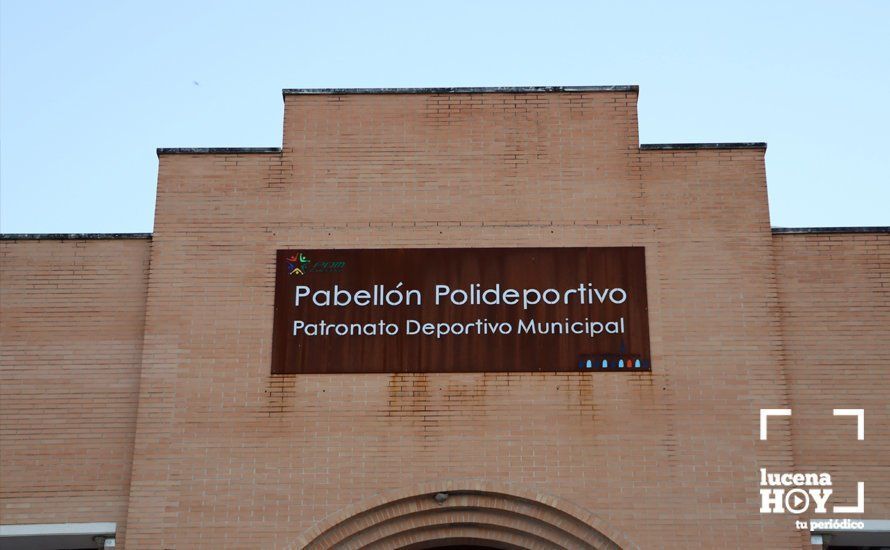 Pabellón Polideportivo
Patronato Deportivo Municipal
lucena
HOY
tu periódico